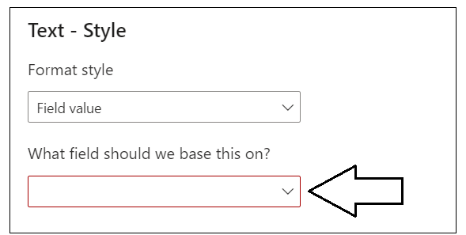 Text - Style
Format style
Field value
What field should we base this on?